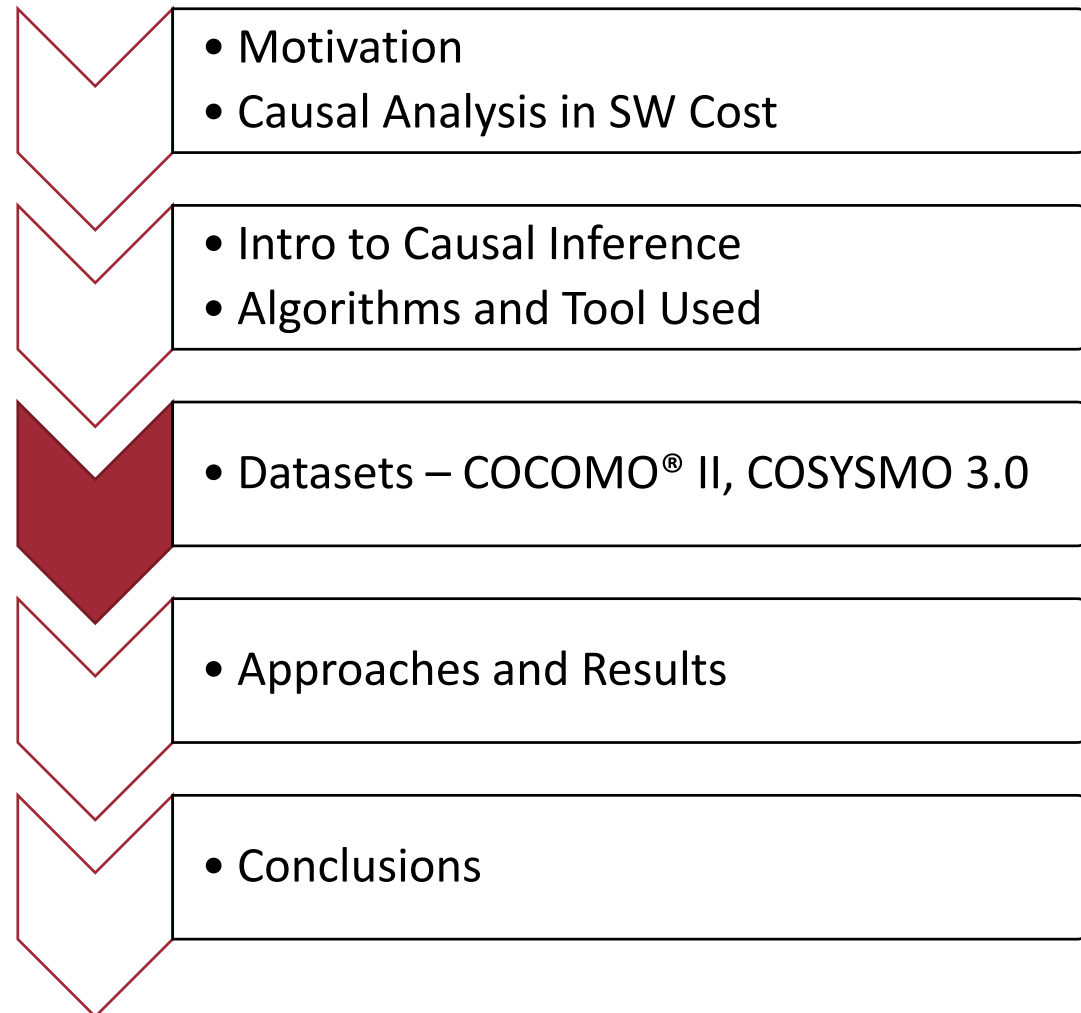 • Motivation
• Causal Analysis in SW Cost
• Intro to Causal Inference
• Algorithms and Tool Used
• Datasets – COCOMO® II, COSYSMO 3.0
• Approaches and Results
• Conclusions